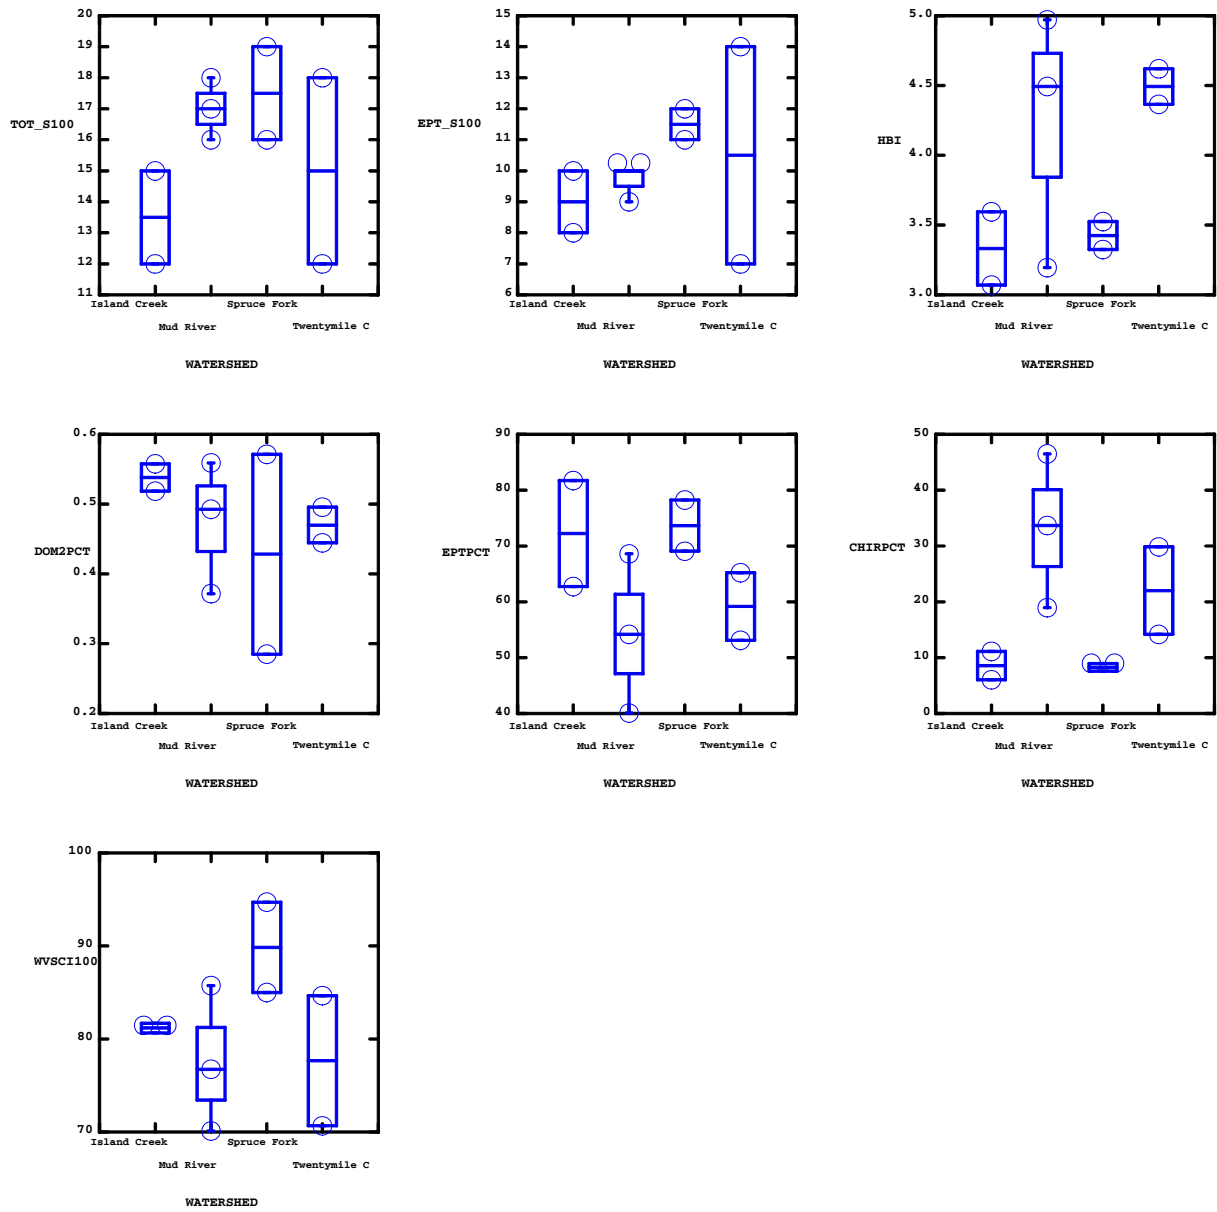 20
19
18
17
TOT_S100
16
15
14
13
12
11
Island Creek
Spruce Fork
Mud River
Twentymile C
WATERSHED
15
14
13
12
EPT_S100
11
10
9
8
7
6
Island Creek
Spruce Fork
Mud River
Twentymile C
WATERSHED
5.0
4.5
HBI
4.0
3.5
3.0
Island Creek
Spruce Fork
Mud River
Twentymile C
WATERSHED
0.6
0.5
DOM2PCT
0.4
0.3
0.2
Island Creek
Spruce Fork
Mud River
Twentymile C
WATERSHED
90
80
70
EPTPCT
60
50
40
Island Creek
Spruce Fork
Mud River
Twentymile C
WATERSHED
50
40
30
CHIRPCT
20
10
0
Island Creek
Spruce Fork
Mud River
Twentymile C
WATERSHED
100
90
WVSCI100
80
70
Island Creek
Spruce Fork
Mud River
Twentymile C
WATERSHED